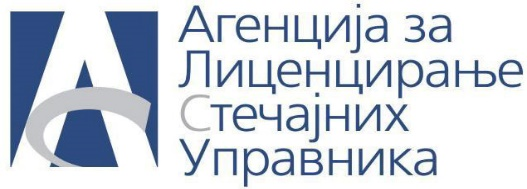 Агенција за
Лиценцирање
Стечајних
Управника